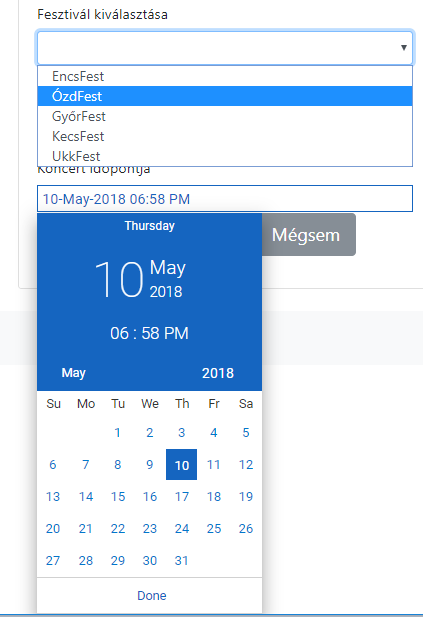 Fesztivál kiválasztása
EncsFest
ÓzdFest
GyőrFest
KecsFest
UkkFest
Koncert időpontja
10-May-2018 06:58 PM
Mégsem
Thursday
10 May
2018
06 : 58 PM
May 2018
Su Mo Tu We Th Fr Sa
1 2 3 4 5
6 7 8 9 10 11 12
13 14 15 16 17 18 19
20 21 22 23 24 25 26
27 28 29 30 31
Done